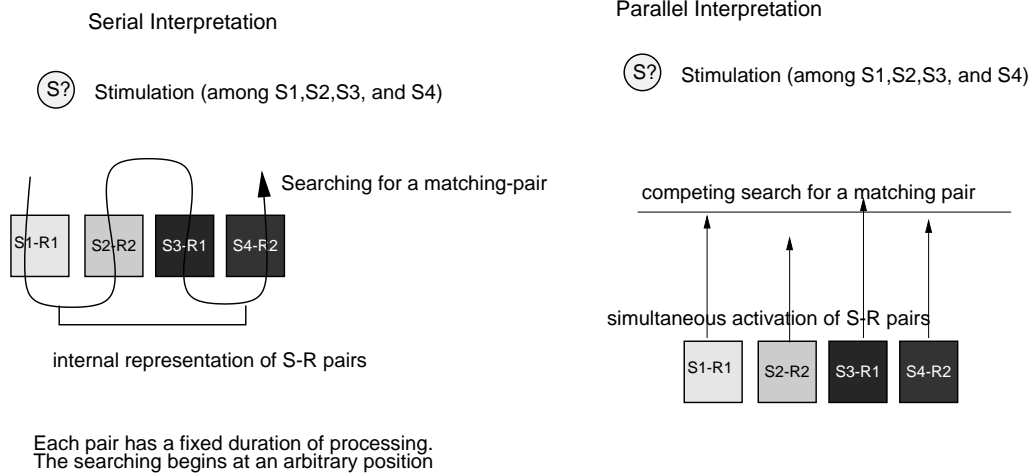 Serial Interpretation
S?
Stimulation (among S1,S2,S3, and S4)
Searching for a matching-pair
S1-R1
S2-R2
S3-R1
S4-R2
internal representation of S-R pairs
Each pair has a fixed duration of processing.
The searching begins at an arbitrary position
Parallel Interpretation
S?
Stimulation (among S1,S2,S3, and S4)
competing search for a matching pair
simultaneous activation of S-R pairs
S1-R1
S2-R2
S3-R1
S4-R2